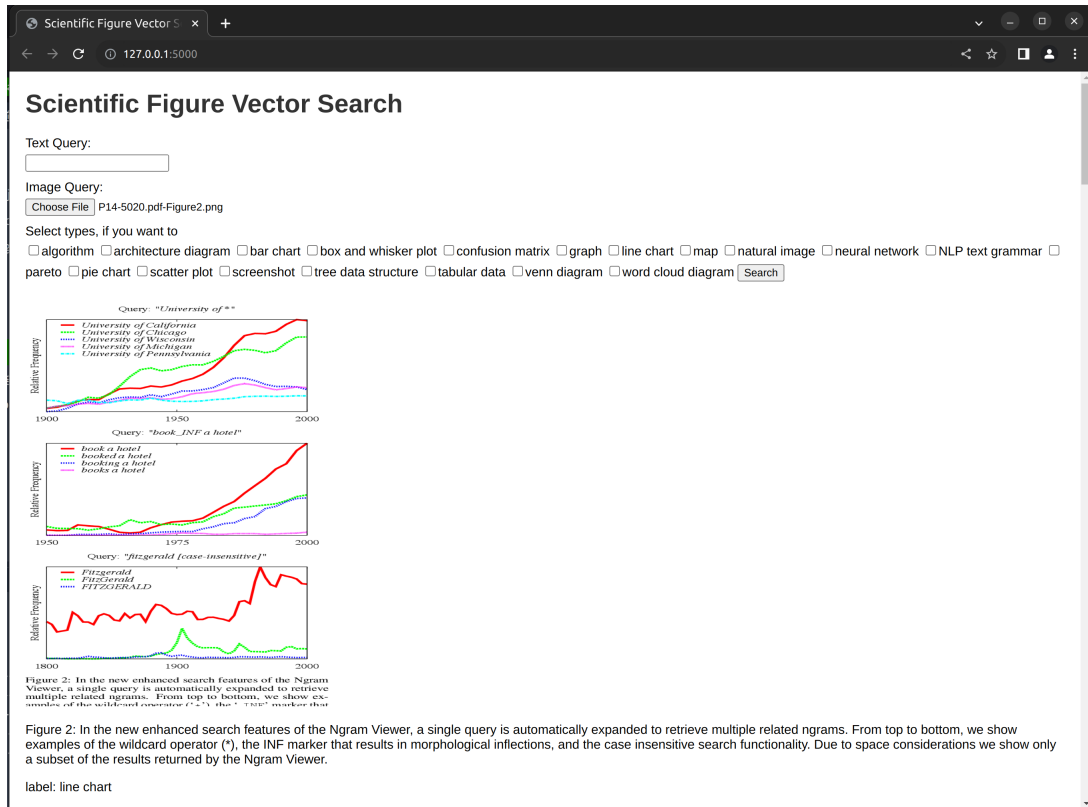 Scientific Figure Vector S
127.0.0.1:5000
Scientific Figure Vector Search
Text Query:
Image Query:
Choose File P14-5020.pdf-Figure2.png
Select types, if you want to
algorithm architecture diagram bar chart box and whisker plot confusion matrix graph line chart map natural image neural network NLP text grammar
pareto pie chart scatter plot screenshot tree data structure tabular data venn diagram word cloud diagram Search
Query: "University of *"
University of California
University of Chicago
University of Wisconsin
University of Michigan
University of Pennsylvania
Relative Frequency
1900 1950 2000
Query: "book_INF a hotel"
book a hotel
booked a hotel
booking a hotel
books a hotel
Relative Frequency
1950 1975 2000
Query: "fitzgerald [case-insensitive]"
Fitzgerald
FitzGerald
FITZGERALD
Relative Frequency
1800 1900 2000
Figure 2: In the new enhanced search features of the Ngram
Viewer, a single query is automatically expanded to retrieve
multiple related ngrams. From top to bottom, we show ex-
amples of the wildcard operator ('*'), the '_INF' marker that
Figure 2: In the new enhanced search features of the Ngram Viewer, a single query is automatically expanded to retrieve multiple related ngrams. From top to bottom, we show
examples of the wildcard operator (*), the INF marker that results in morphological inflections, and the case insensitive search functionality. Due to space considerations we show only
a subset of the results returned by the Ngram Viewer.
label: line chart